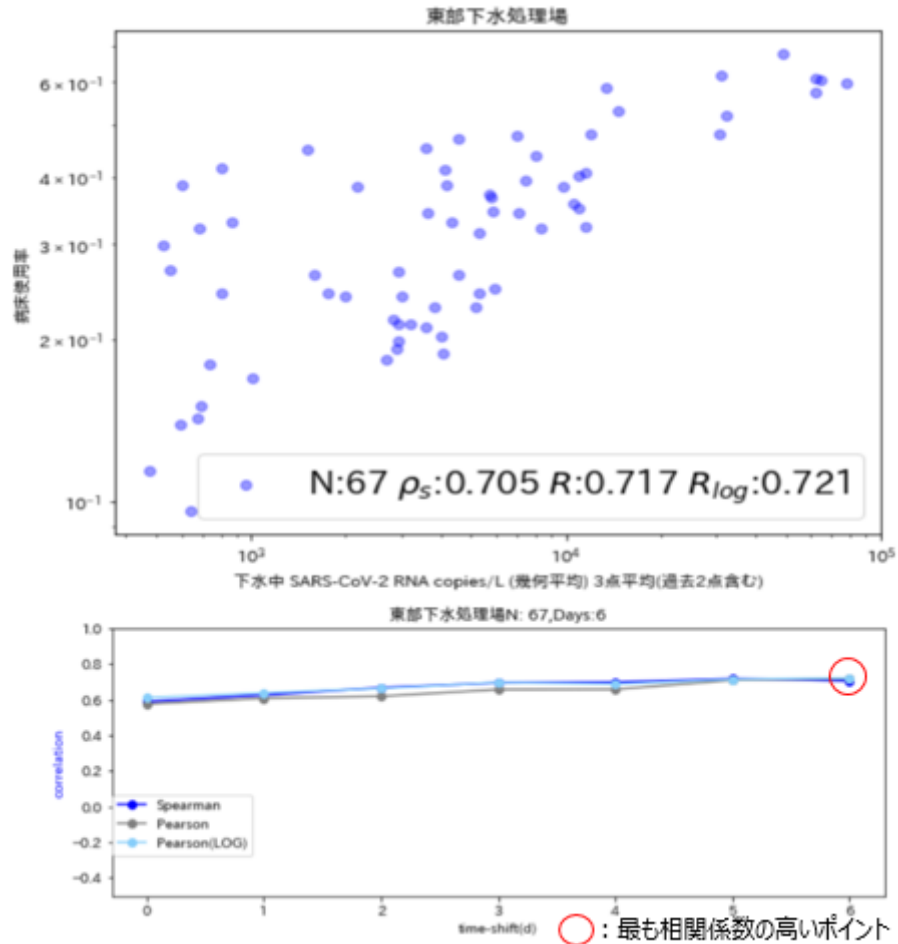 東部下水処理場
6 × 10⁻¹
4 × 10⁻¹
3 × 10⁻¹
2 × 10⁻¹
10⁻¹
病床使用率
N:67 ρₛ:0.705 R:0.717 R_log:0.721
10³ 10⁴ 10⁵
下水中 SARS-CoV-2 RNA copies/L (幾何平均) 3点平均(過去2点含む)
東部下水処理場N: 67,Days:6
1.0
0.8
0.6
0.4
0.2
0.0
−0.2
−0.4
correlation
Spearman
Pearson
Pearson(LOG)
0 1 2 3 4 5 6
time-shift(d)
：最も相関係数の高いポイント